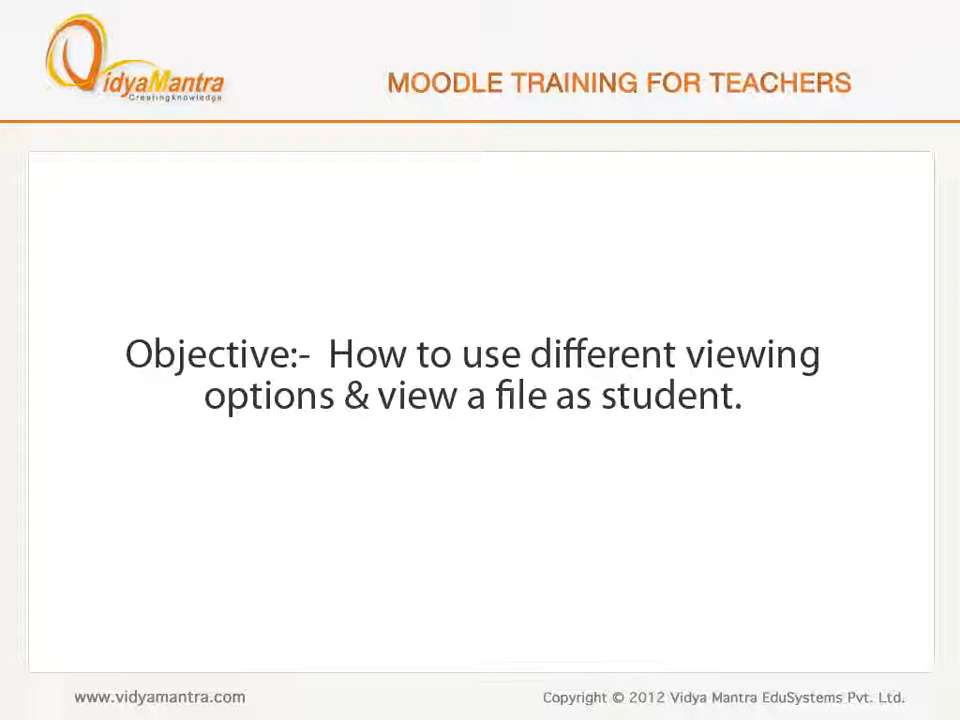 VidyaMantra
Creating Knowledge
MOODLE TRAINING FOR TEACHERS
Objective:- How to use different viewing
options & view a file as student.
www.vidyamantra.com
Copyright © 2012 Vidya Mantra EduSystems Pvt. Ltd.